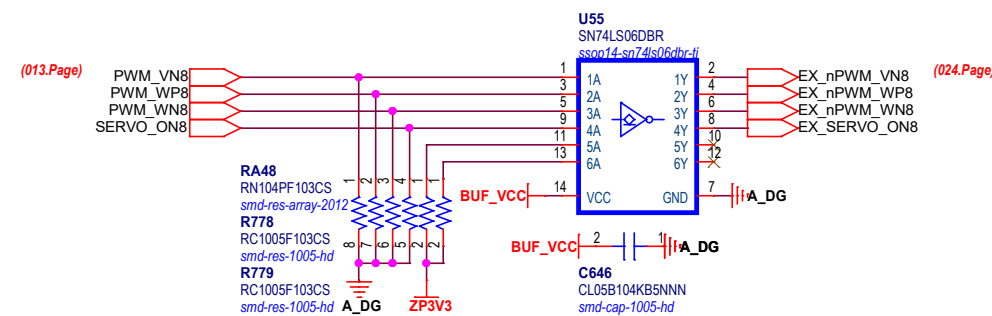 U55
SN74LS06DBR
ssop14-sn74ls06dbr-ti
(013.Page)
PWM_VN8
PWM_WP8
PWM_WN8
SERVO_ON8
1 1A 1Y 2
3 2A 2Y 4
5 3A 3Y 6
9 4A 4Y 8
11 5A 5Y 10
13 6A 6Y 12
14 VCC GND 7
EX_nPWM_VN8
EX_nPWM_WP8
EX_nPWM_WN8
EX_SERVO_ON8
(024.Page)
BUF_VCC
A_DG
RA48
RN104PF103CS
smd-res-array-2012
R778
RC1005F103CS
smd-res-1005-hd
R779
RC1005F103CS
smd-res-1005-hd
1 2 3 4 1 1
8 7 6 5 2 2
A_DG
ZP3V3
BUF_VCC 2 1 A_DG
C646
CL05B104KB5NNN
smd-cap-1005-hd